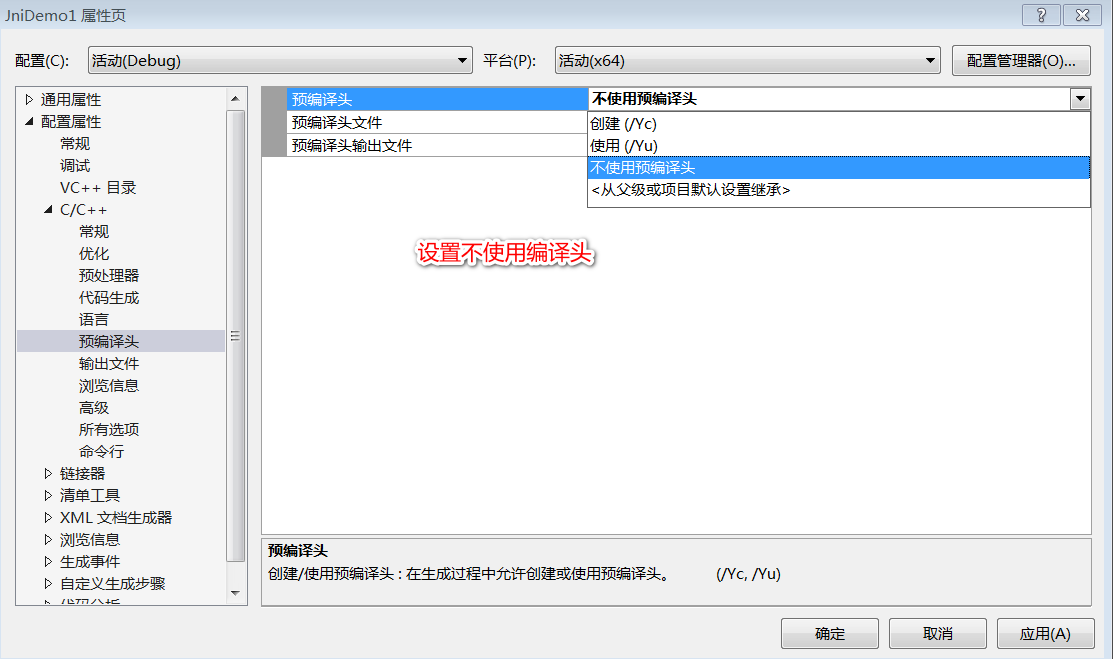 JniDemo1 属性页
配置(C): 活动(Debug) 平台(P): 活动(x64) 配置管理器(O)...
通用属性
配置属性
常规
调试
VC++ 目录
C/C++
常规
优化
预处理器
代码生成
语言
预编译头
输出文件
浏览信息
高级
所有选项
命令行
链接器
清单工具
XML 文档生成器
浏览信息
生成事件
自定义生成步骤
代码分析
预编译头 不使用预编译头
预编译头文件
预编译头输出文件
创建 (/Yc)
使用 (/Yu)
不使用预编译头
<从父级或项目默认设置继承>
设置不使用编译头
预编译头
创建/使用预编译头 : 在生成过程中允许创建或使用预编译头。 (/Yc, /Yu)
确定 取消 应用(A)